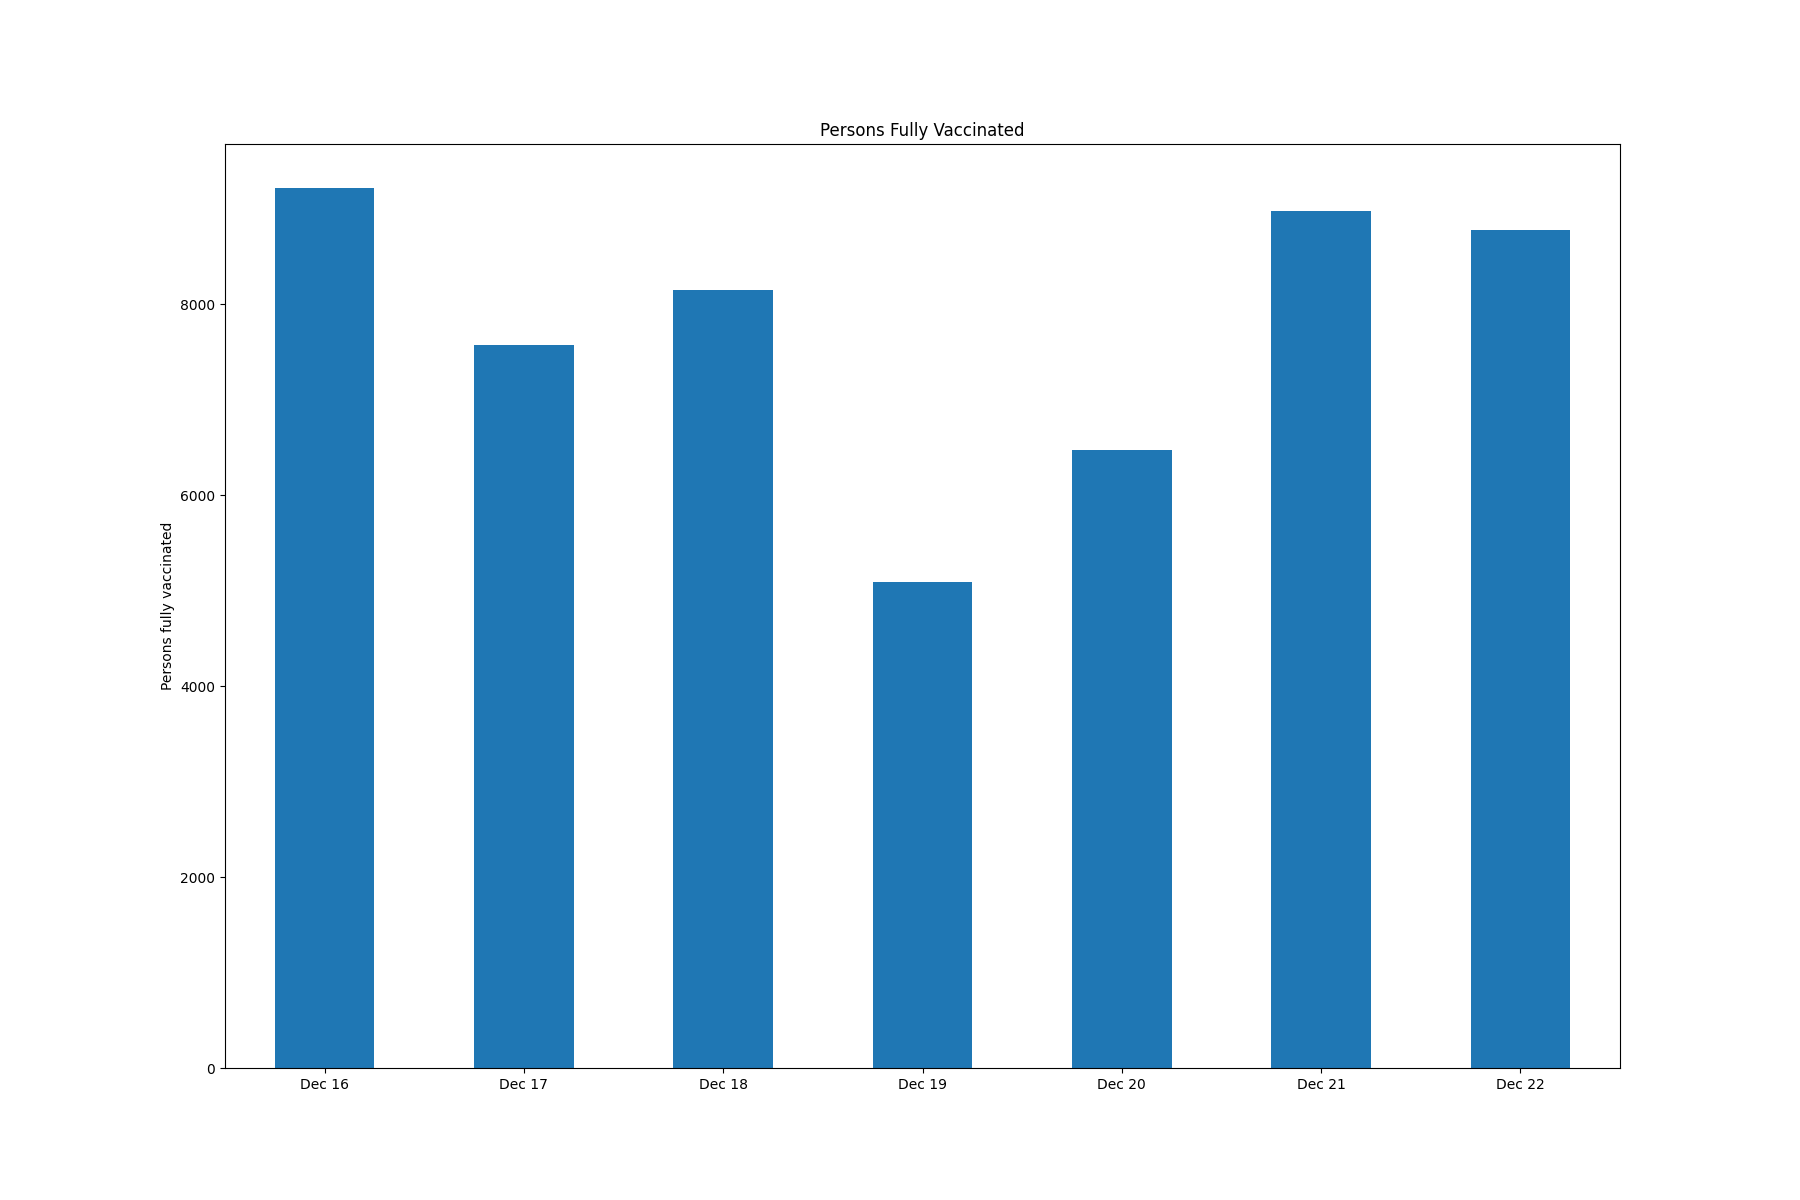 Persons Fully Vaccinated
Persons fully vaccinated
8000
6000
4000
2000
0
Dec 16
Dec 17
Dec 18
Dec 19
Dec 20
Dec 21
Dec 22